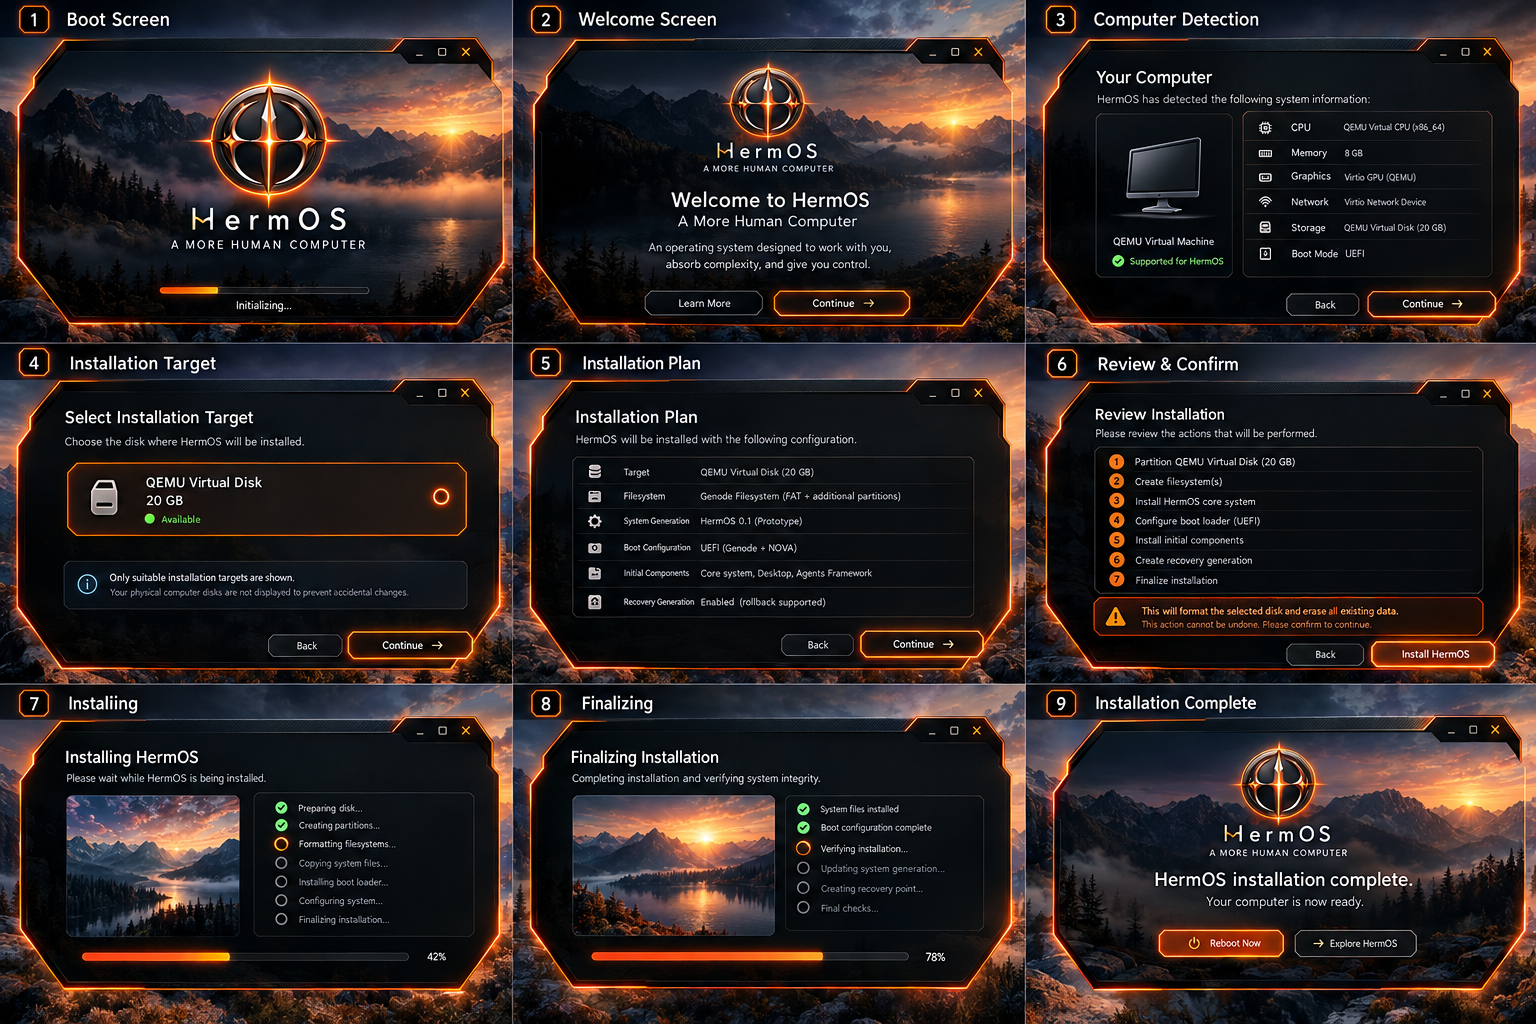 1 Boot Screen
HermOS
A MORE HUMAN COMPUTER
Initializing...
2 Welcome Screen
HermOS
A MORE HUMAN COMPUTER
Welcome to HermOS
A More Human Computer
An operating system designed to work with you,
absorb complexity, and give you control.
Learn More
Continue →
3 Computer Detection
Your Computer
HermOS has detected the following system information:
QEMU Virtual Machine
Supported for HermOS
CPU QEMU Virtual CPU (x86_64)
Memory 8 GB
Graphics Virtio GPU (QEMU)
Network Virtio Network Device
Storage QEMU Virtual Disk (20 GB)
Boot Mode UEFI
Back
Continue →
4 Installation Target
Select Installation Target
Choose the disk where HermOS will be installed.
QEMU Virtual Disk
20 GB
Available
Only suitable installation targets are shown.
Your physical computer disks are not displayed to prevent accidental changes.
Back
Continue →
5 Installation Plan
Installation Plan
HermOS will be installed with the following configuration.
Target QEMU Virtual Disk (20 GB)
Filesystem Genode Filesystem (FAT + additional partitions)
System Generation HermOS 0.1 (Prototype)
Boot Configuration UEFI (Genode + NOVA)
Initial Components Core system, Desktop, Agents Framework
Recovery Generation Enabled (rollback supported)
Back
Continue →
6 Review & Confirm
Review Installation
Please review the actions that will be performed.
1 Partition QEMU Virtual Disk (20 GB)
2 Create filesystem(s)
3 Install HermOS core system
4 Configure boot loader (UEFI)
5 Install initial components
6 Create recovery generation
7 Finalize installation
This will format the selected disk and erase all existing data.
This action cannot be undone. Please confirm to continue.
Back
Install HermOS
7 Installing
Installing HermOS
Please wait while HermOS is being installed.
Preparing disk...
Creating partitions...
Formatting filesystems...
Copying system files...
Installing boot loader...
Configuring system...
Finalizing installation...
42%
8 Finalizing
Finalizing Installation
Completing installation and verifying system integrity.
System files installed
Boot configuration complete
Verifying installation...
Updating system generation...
Creating recovery point...
Final checks...
78%
9 Installation Complete
HermOS
A MORE HUMAN COMPUTER
HermOS installation complete.
Your computer is now ready.
Reboot Now
→ Explore HermOS